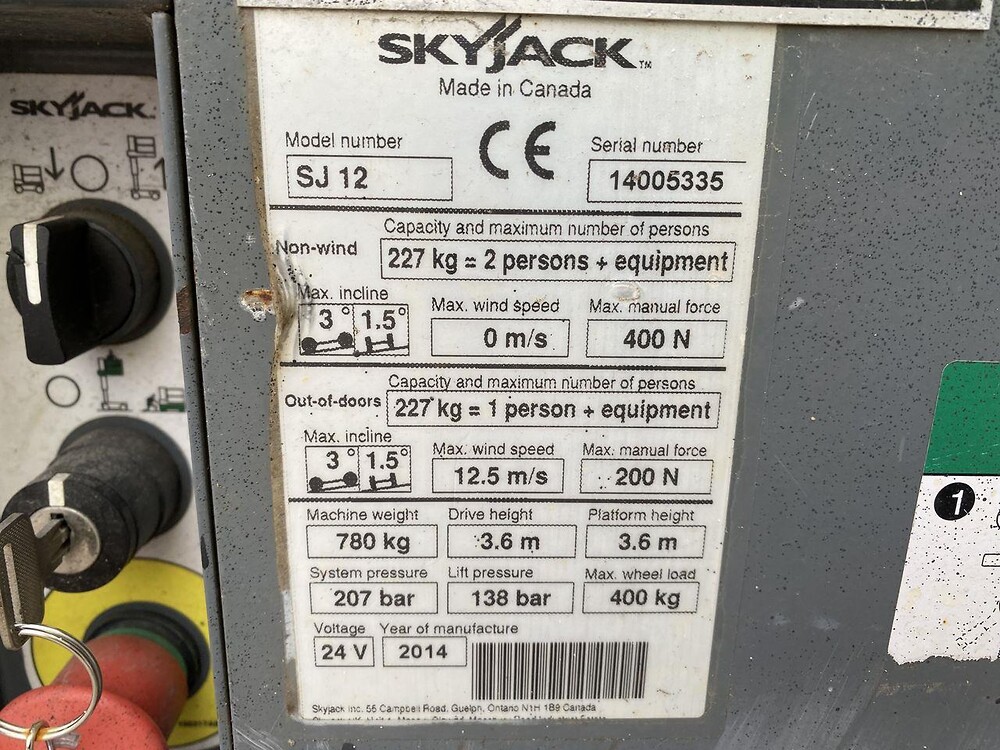 SKYJACK™
Made in Canada
Model number
SJ 12
CE
Serial number
14005335
Non-wind
Capacity and maximum number of persons
227 kg = 2 persons + equipment
Max. incline
3° 1.5°
Max. wind speed
0 m/s
Max. manual force
400 N
Out-of-doors
Capacity and maximum number of persons
227 kg = 1 person + equipment
Max. incline
3° 1.5°
Max. wind speed
12.5 m/s
Max. manual force
200 N
Machine weight
780 kg
Drive height
3.6 m
Platform height
3.6 m
System pressure
207 bar
Lift pressure
138 bar
Max. wheel load
400 kg
Voltage
24 V
Year of manufacture
2014
Skyjack Inc. 55 Campbell Road, Guelph, Ontario N1H 1B9 Canada
SKYJACK
1
1